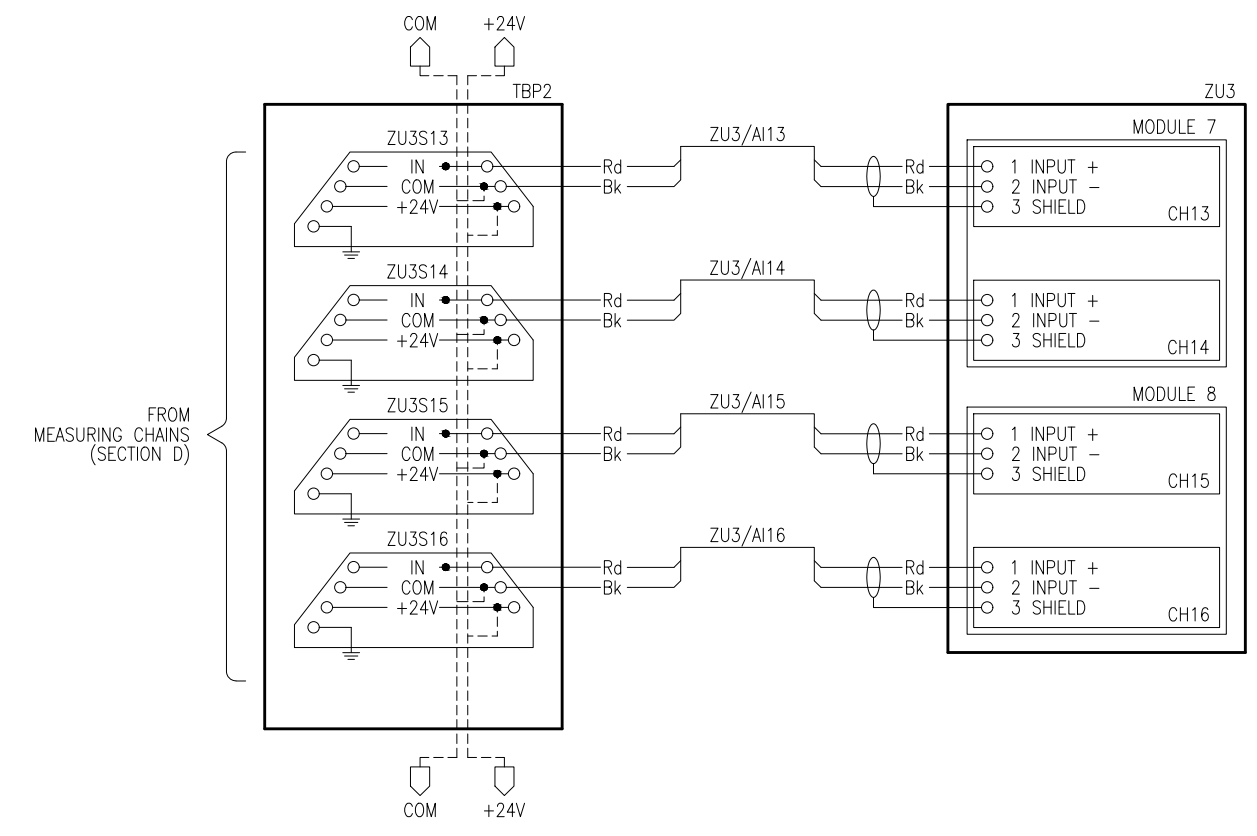 COM +24V
TBP2
ZU3
ZU3S13
IN
COM
+24V
Rd
Bk
ZU3/AI13
Rd
Bk
MODULE 7
1 INPUT +
2 INPUT −
3 SHIELD
CH13
ZU3S14
IN
COM
+24V
Rd
Bk
ZU3/AI14
Rd
Bk
1 INPUT +
2 INPUT −
3 SHIELD
CH14
FROM
MEASURING CHAINS
(SECTION D)
ZU3S15
IN
COM
+24V
Rd
Bk
ZU3/AI15
Rd
Bk
MODULE 8
1 INPUT +
2 INPUT −
3 SHIELD
CH15
ZU3S16
IN
COM
+24V
Rd
Bk
ZU3/AI16
Rd
Bk
1 INPUT +
2 INPUT −
3 SHIELD
CH16
COM +24V